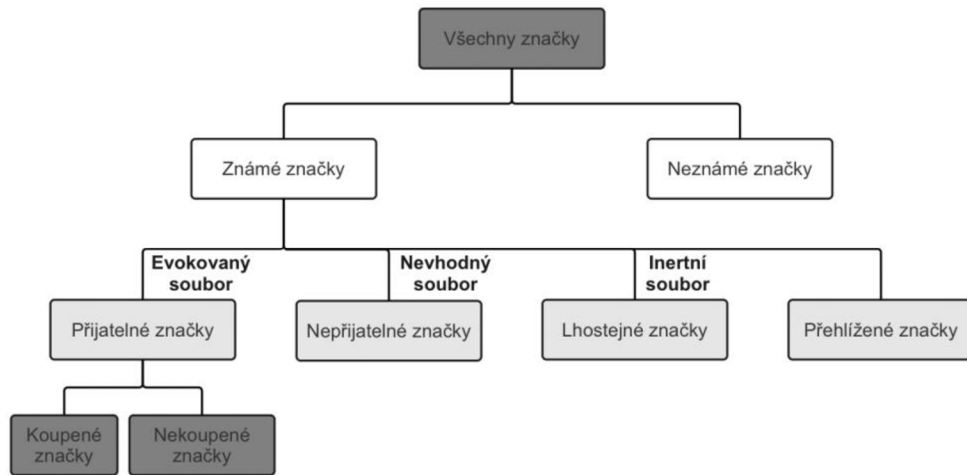 Všechny značky
Známé značky
Neznámé značky
Evokovaný
soubor
Nevhodný
soubor
Inertní
soubor
Přijatelné značky
Nepřijatelné značky
Lhostejné značky
Přehlížené značky
Koupené
značky
Nekoupené
značky